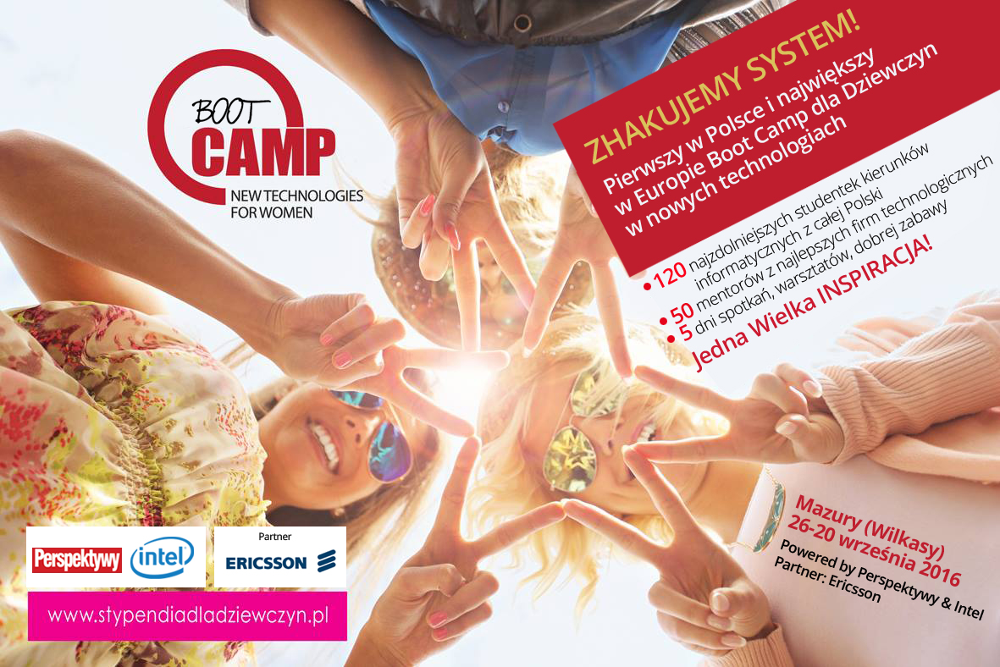 BOOT
CAMP
NEW TECHNOLOGIES
FOR WOMEN
ZHAKUJEMY SYSTEM!
Pierwszy w Polsce i największy
w Europie Boot Camp dla Dziewczyn
w nowych technologiach
• 120 najzdolniejszych studentek kierunków
informatycznych z całej Polski
• 50 mentorów z najlepszych firm technologicznych
• 5 dni spotkań, warsztatów, dobrej zabawy
Jedna Wielka INSPIRACJA!
Mazury (Wilkasy)
26-20 września 2016
Powered by Perspektywy & Intel
Partner: Ericsson
Perspektywy
intel
Partner
ERICSSON
www.stypendiadladziewczyn.pl